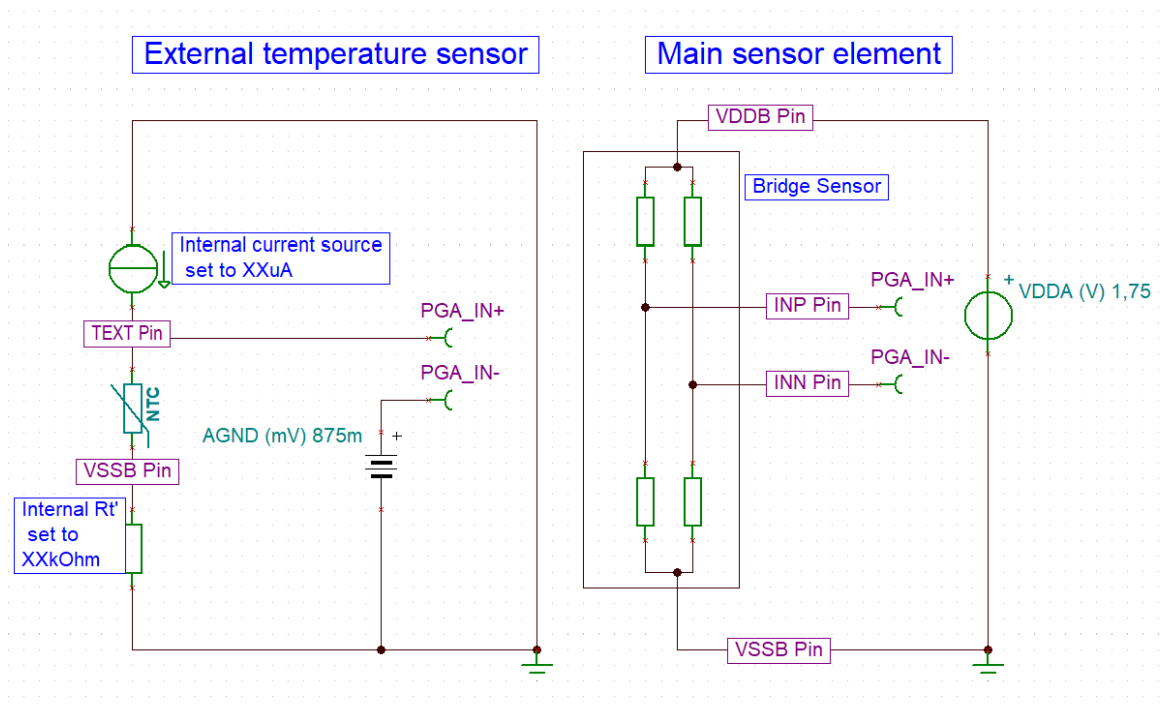 External temperature sensor
Main sensor element
VDDB Pin
Bridge Sensor
Internal current source
set to XXuA
PGA_IN+
TEXT Pin
PGA_IN-
NTC
AGND (mV) 875m
+
VSSB Pin
Internal Rt'
set to
XXkOhm
PGA_IN+
INP Pin
+
VDDA (V) 1,75
PGA_IN-
INN Pin
VSSB Pin